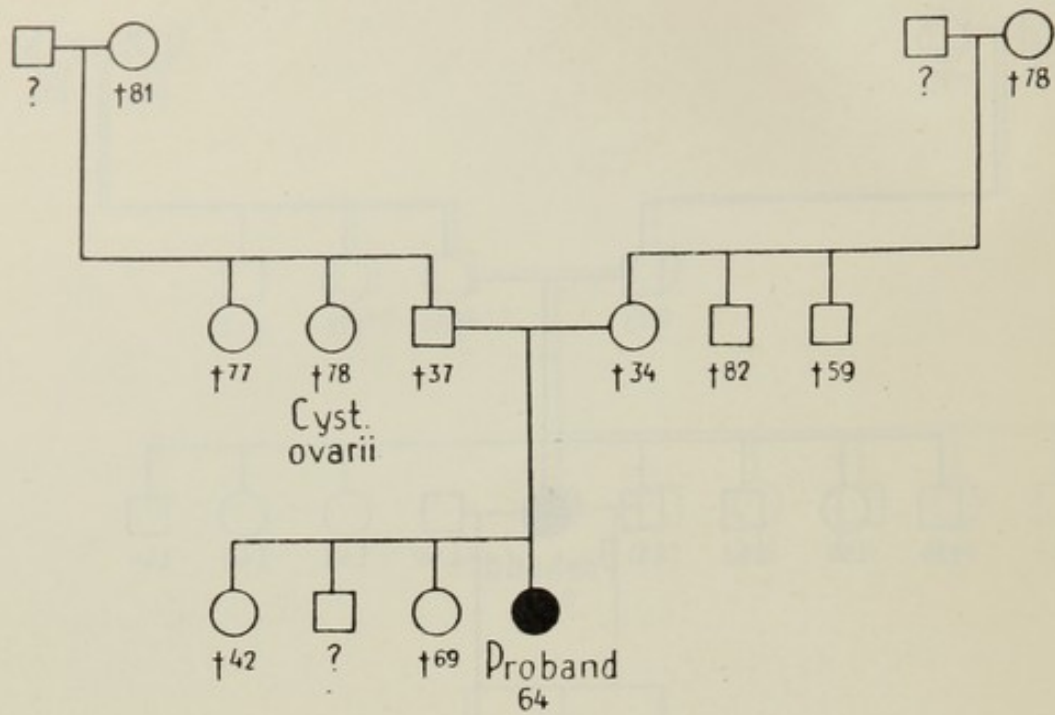 ? †81 ? †78
†77 †78 †37 †34 †82 †59
Cyst.
ovarii
†42 ? †69 Proband
64